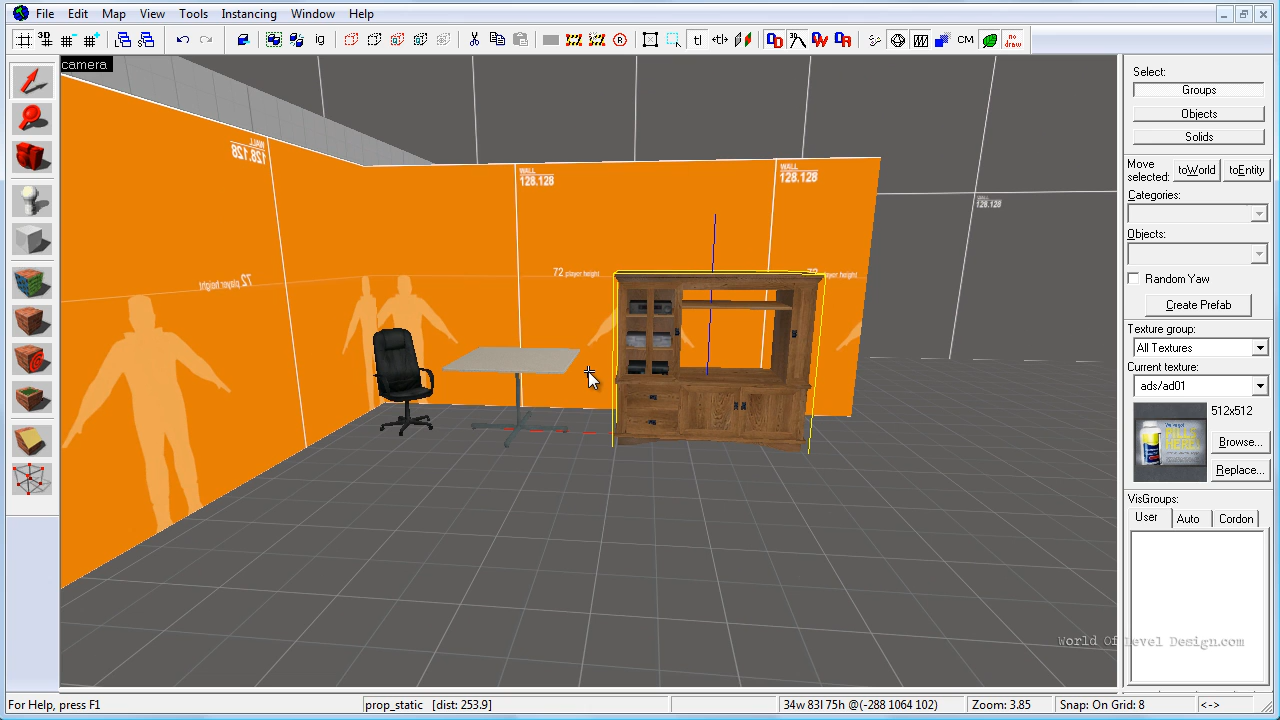 File Edit Map View Tools Instancing Window Help
camera
WALL
128.128
WALL
128.128
WALL
128.128
128.128
72 player height
72 player height
72 player height
Select:
Groups
Objects
Solids
Move selected: toWorld toEntity
Categories:
Objects:
Random Yaw
Create Prefab
Texture group:
All Textures
Current texture:
ads/ad01
512x512
Browse...
Replace...
VisGroups:
User Auto Cordon
World Of Level Design.com
For Help, press F1
prop_static [dist: 253.9]
34w 83l 75h @(-288 1064 102)
Zoom: 3.85
Snap: On Grid: 8
<->
3D
CM
no draw